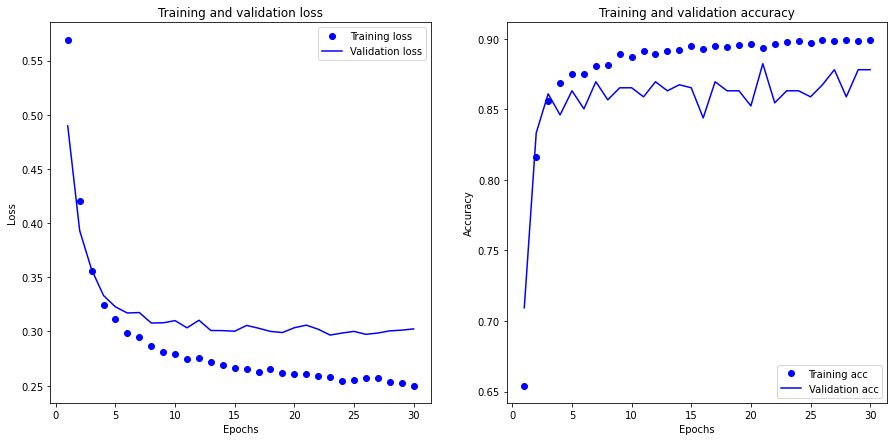 Training and validation loss
Training loss
Validation loss
0.55
0.50
0.45
0.40
0.35
0.30
0.25
Loss
0 5 10 15 20 25 30
Epochs
Training and validation accuracy
0.90
0.85
0.80
0.75
0.70
0.65
Accuracy
Training acc
Validation acc
0 5 10 15 20 25 30
Epochs